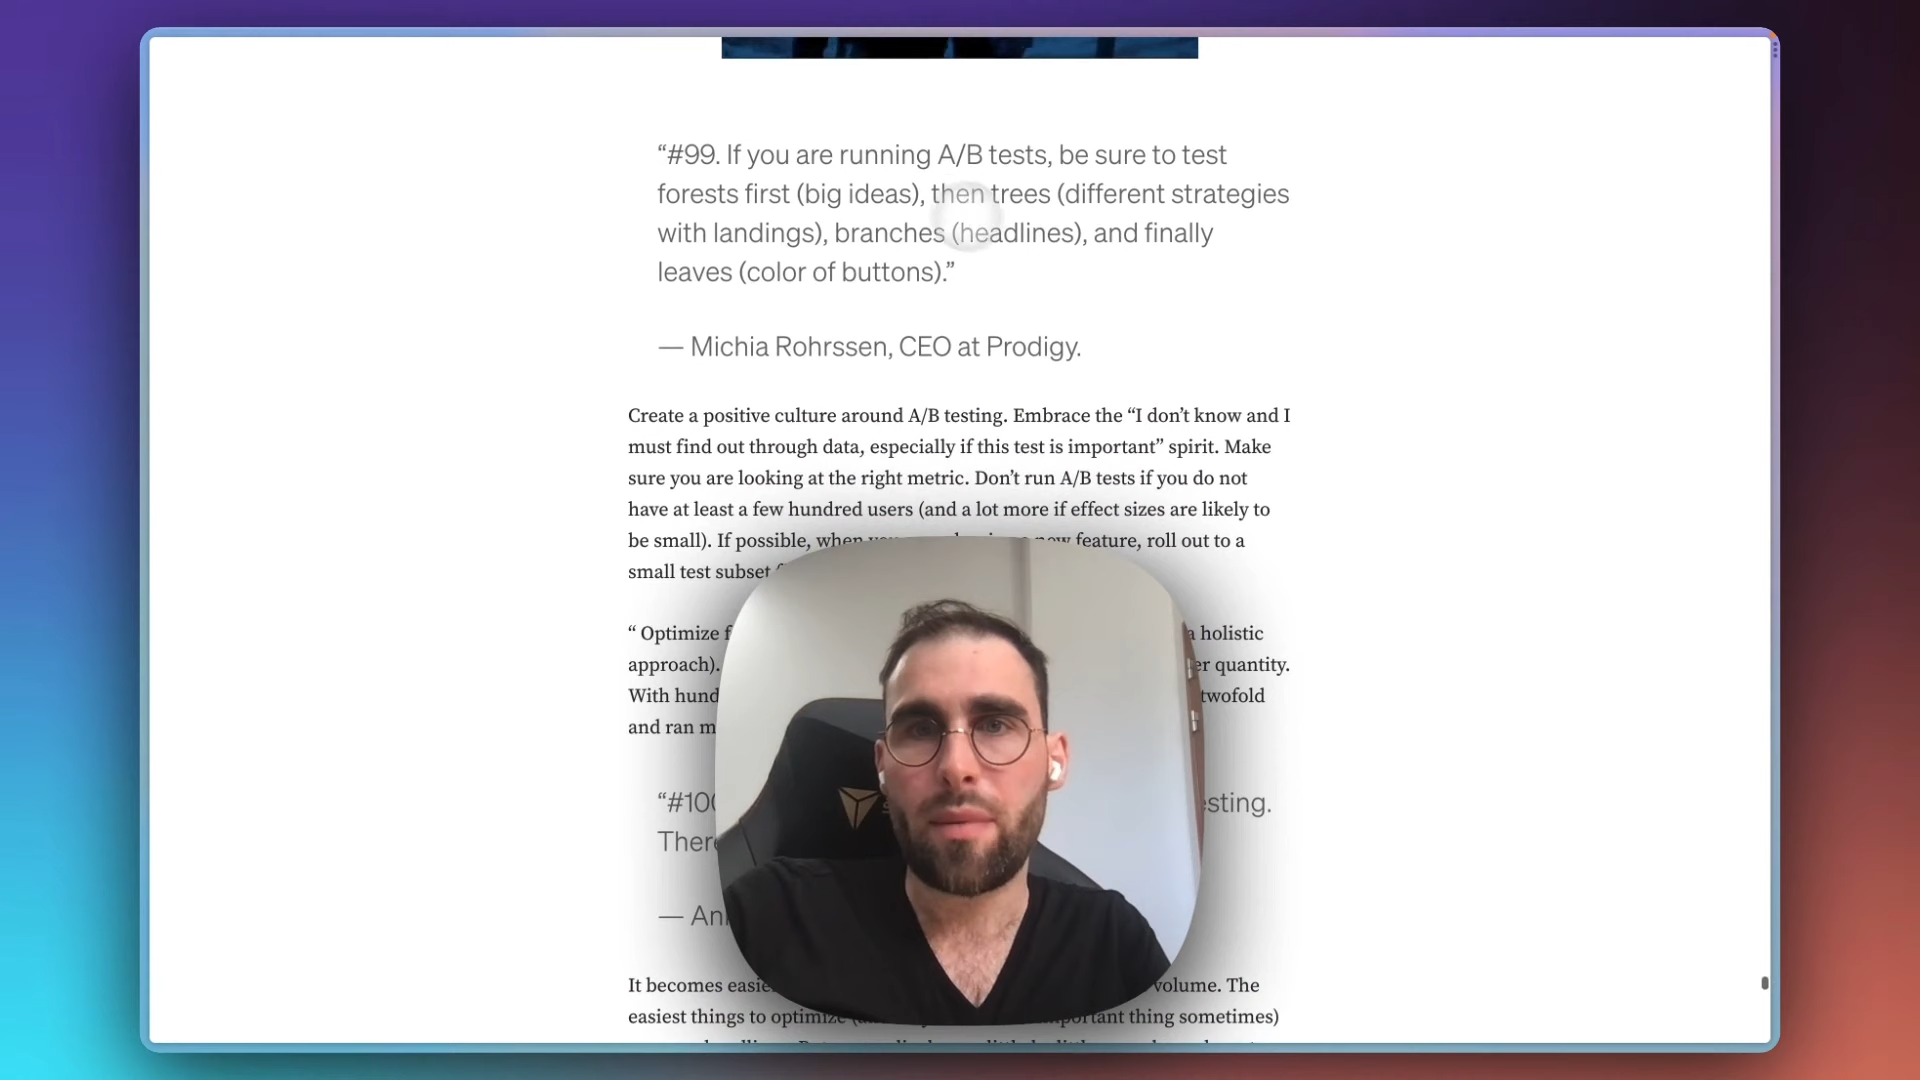 “#99. If you are running A/B tests, be sure to test
forests first (big ideas), then trees (different strategies
with landings), branches (headlines), and finally
leaves (color of buttons).”
— Michia Rohrssen, CEO at Prodigy.
Create a positive culture around A/B testing. Embrace the “I don’t know and I
must find out through data, especially if this test is important” spirit. Make
sure you are looking at the right metric. Don’t run A/B tests if you do not
have at least a few hundred users (and a lot more if effect sizes are likely to
be small). If possible, when new feature, roll out to a
small test subset
“ Optimize a holistic
approach). quantity.
With twofold
and ran
There
—
It becomes volume. The
easiest things to optimize thing sometimes)